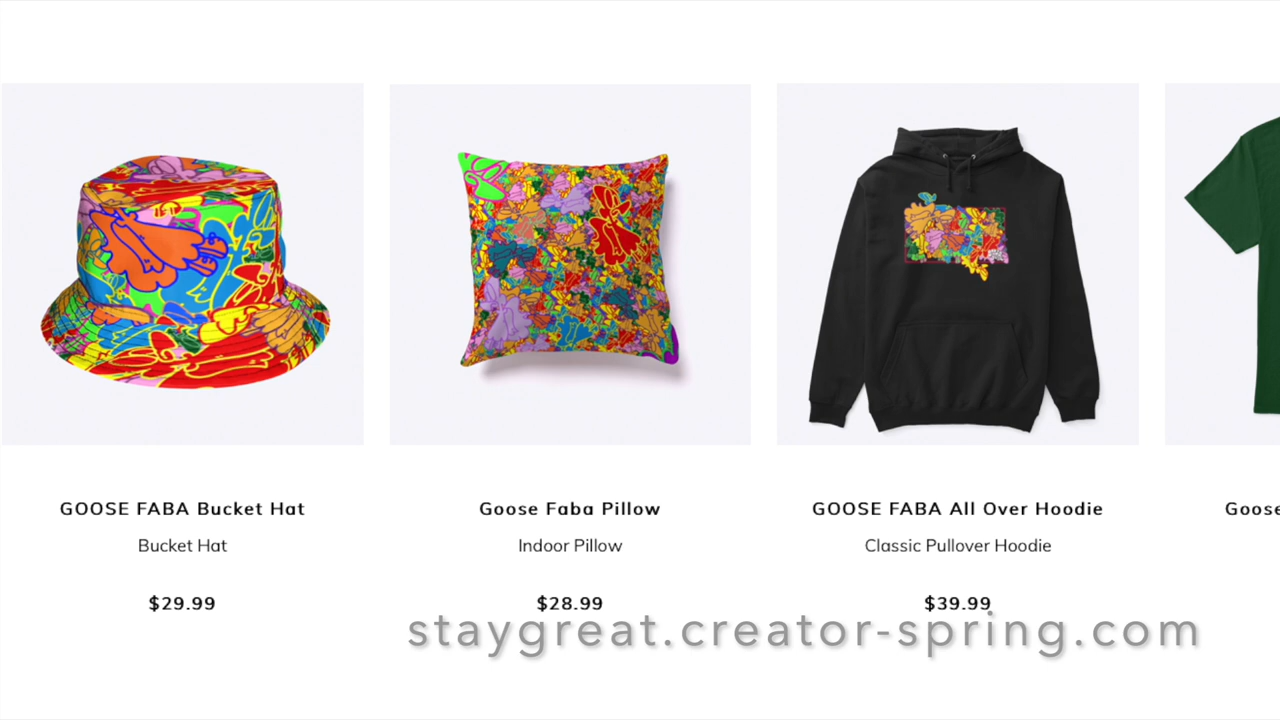 GOOSE FABA Bucket Hat
Bucket Hat
$29.99
Goose Faba Pillow
Indoor Pillow
$28.99
GOOSE FABA All Over Hoodie
Classic Pullover Hoodie
$39.99
Goose
staygreat.creator-spring.com